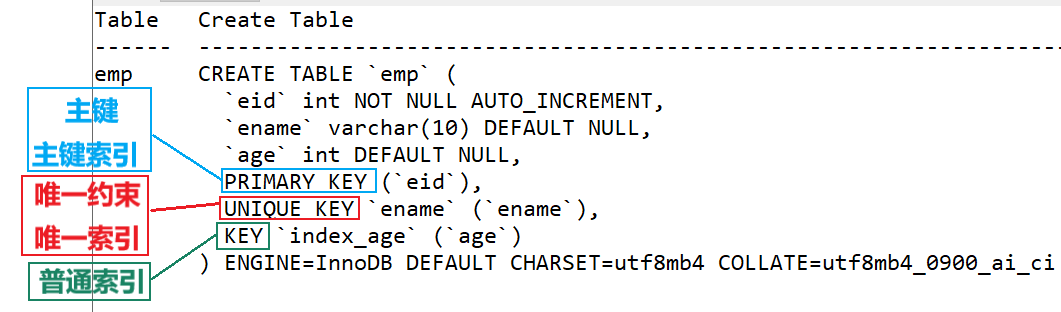 Table Create Table
------ ------------------------------------------------------------------------
emp CREATE TABLE `emp` (
`eid` int NOT NULL AUTO_INCREMENT,
`ename` varchar(10) DEFAULT NULL,
`age` int DEFAULT NULL,
PRIMARY KEY (`eid`),
UNIQUE KEY `ename` (`ename`),
KEY `index_age` (`age`)
) ENGINE=InnoDB DEFAULT CHARSET=utf8mb4 COLLATE=utf8mb4_0900_ai_ci
主键
主键索引
唯一约束
唯一索引
普通索引